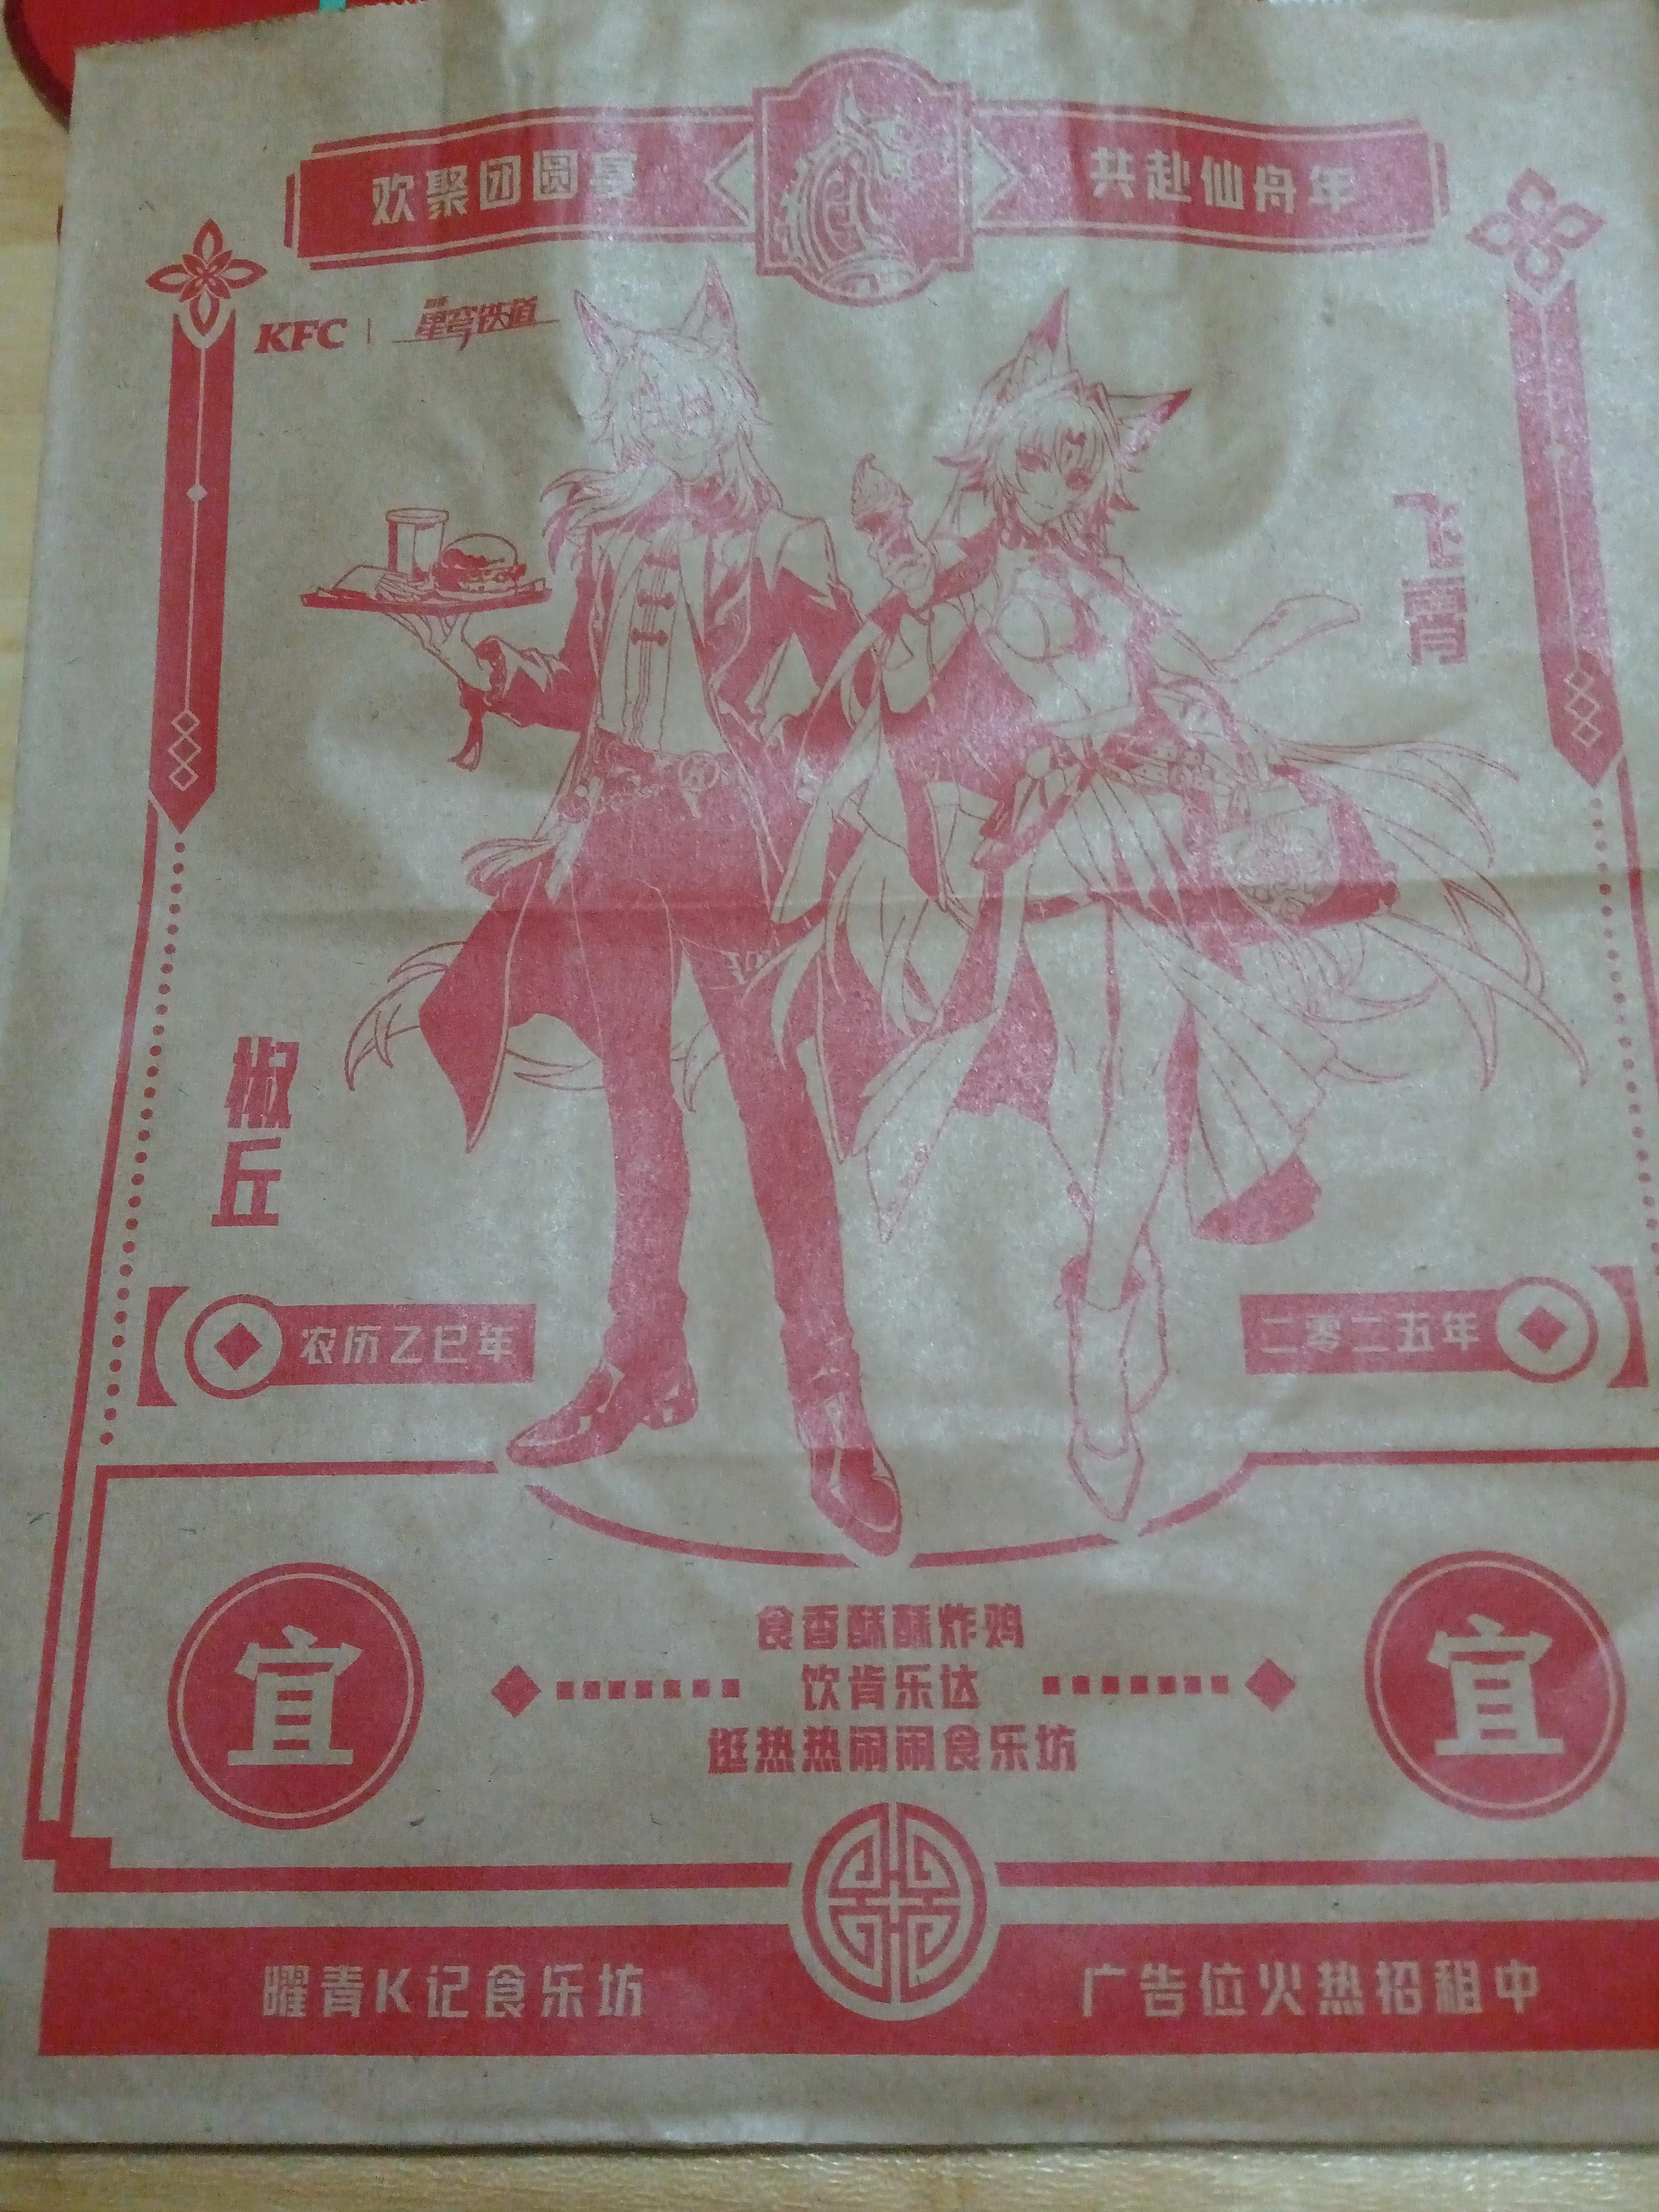 欢聚团圆享
共赴仙舟年
KFC
崩坏
星穹铁道
飞霄
椒丘
农历乙巳年
二零二五年
宜
食香酥酥炸鸡
饮肯乐达
逛热热闹闹食乐坊
宜
曜青K记食乐坊
广告位火热招租中